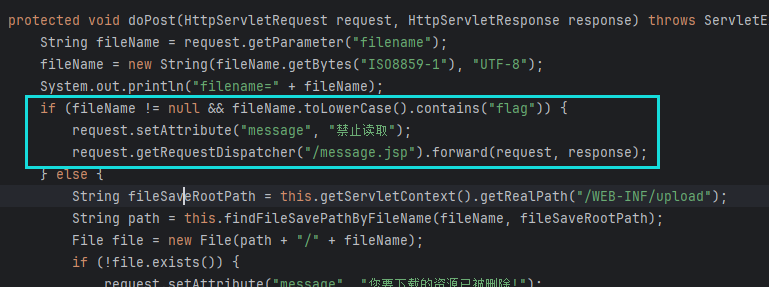 protected void doPost(HttpServletRequest request, HttpServletResponse response) throws ServletE
String fileName = request.getParameter("filename");
fileName = new String(fileName.getBytes("ISO8859-1"), "UTF-8");
System.out.println("filename=" + fileName);
if (fileName != null && fileName.toLowerCase().contains("flag")) {
request.setAttribute("message", "禁止读取");
request.getRequestDispatcher("/message.jsp").forward(request, response);
} else {
String fileSaveRootPath = this.getServletContext().getRealPath("/WEB-INF/upload");
String path = this.findFileSavePathByFileName(fileName, fileSaveRootPath);
File file = new File(path + "/" + fileName);
if (!file.exists()) {
request.setAttribute("message", "您要下载的资源已被删除!");